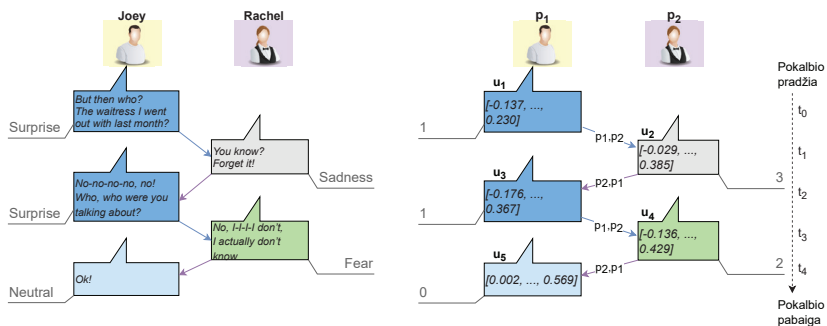 Joey
Rachel
But then who?
The waitress I went
out with last month?
Surprise
You know?
Forget it!
Sadness
No-no-no-no, no!
Who, who were you
talking about?
Surprise
No, I-I-I-I don't,
I actually don't
know
Fear
Ok!
Neutral
p1
p2
u1
[-0.137, ...,
0.230]
1
p1.p2
u2
[-0.029, ...,
0.385]
3
p2.p1
u3
[-0.176, ...,
0.367]
1
p1.p2
u4
[-0.136, ...,
0.429]
2
p2.p1
u5
[0.002, ..., 0.569]
0
Pokalbio
pradžia
t0
t1
t2
t3
t4
Pokalbio
pabaiga